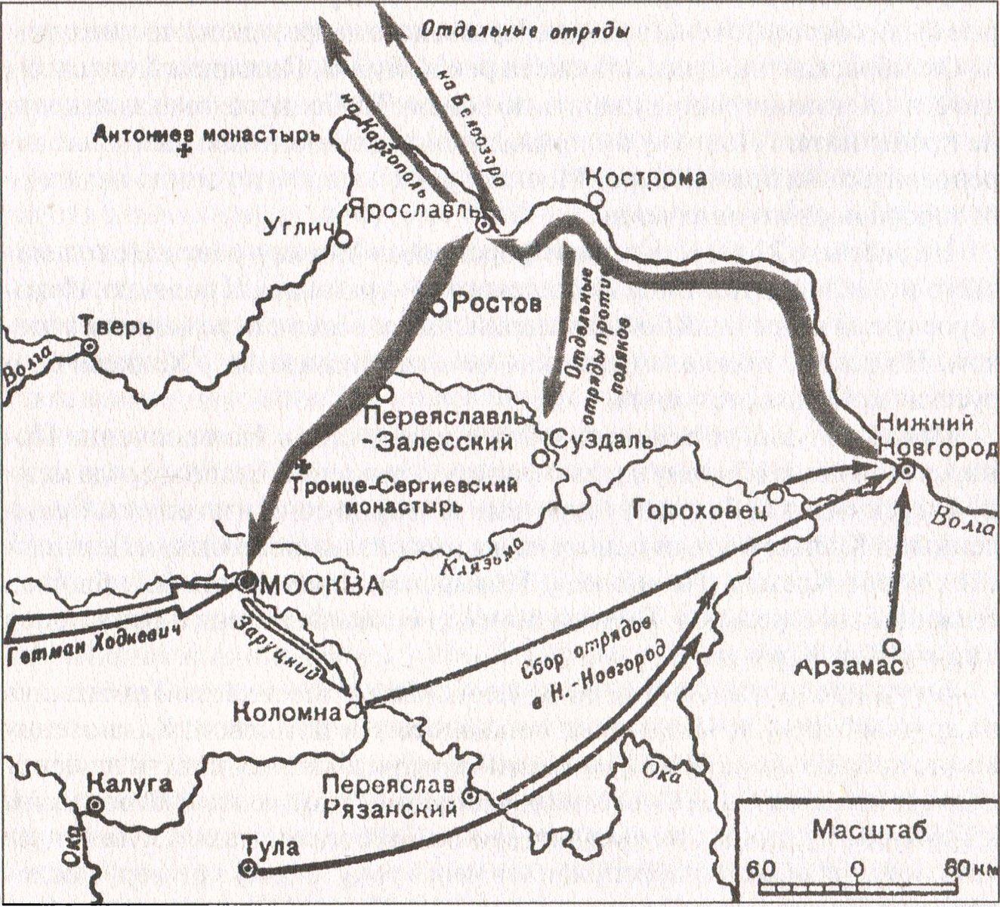 Отдельные отряды
на Каргополь
на Белоозеро
Антониев монастырь
Кострома
Ярославль
Углич
Ростов
Отдельные
отряды против
поляков
Тверь
Волга
Переяславль
-Залесский
Суздаль
Нижний
Новгород
Троице-Сергиевский
монастырь
Гороховец
Волга
Клязьма
МОСКВА
Гетман Ходкевич
Заруцкий
Сбор отрядов
в Н.-Новгород
Арзамас
Коломна
Калуга
Переяслав
Рязанский
Ока
Ока
Тула
Масштаб
60 0 60 км